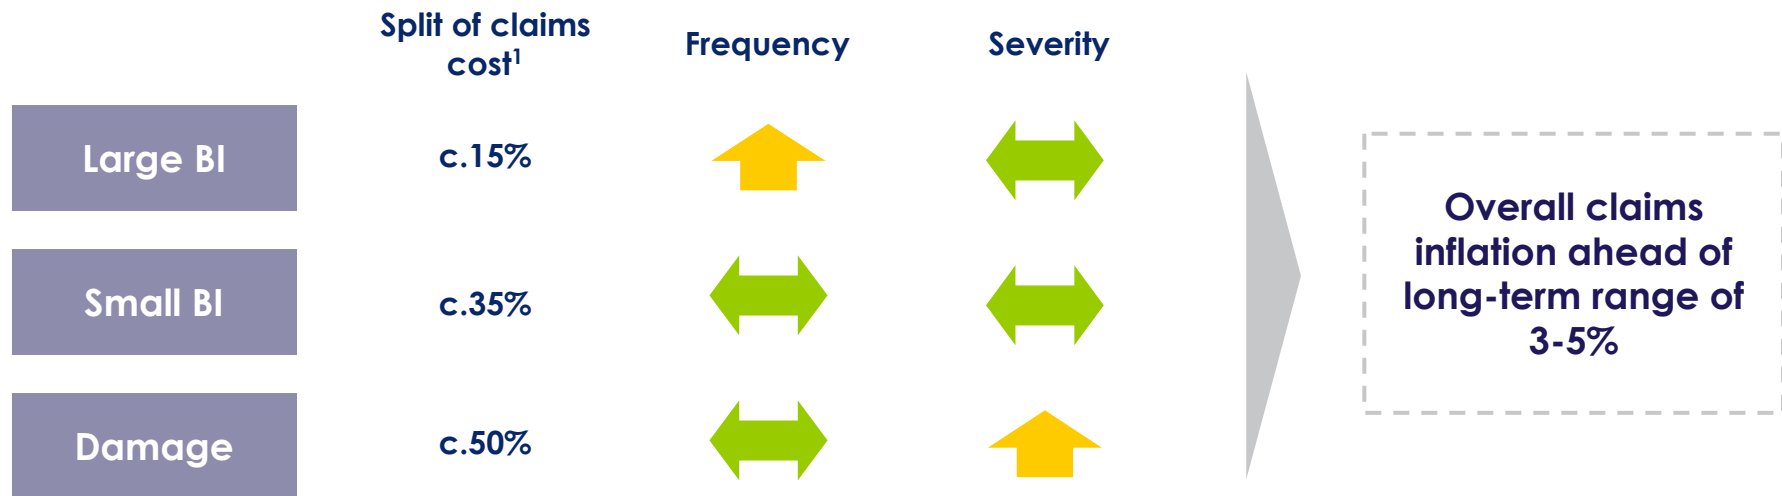 Split of claims
cost¹
Frequency
Severity
Large BI
c.15%
Small BI
c.35%
Damage
c.50%
Overall claims
inflation ahead of
long-term range of
3-5%